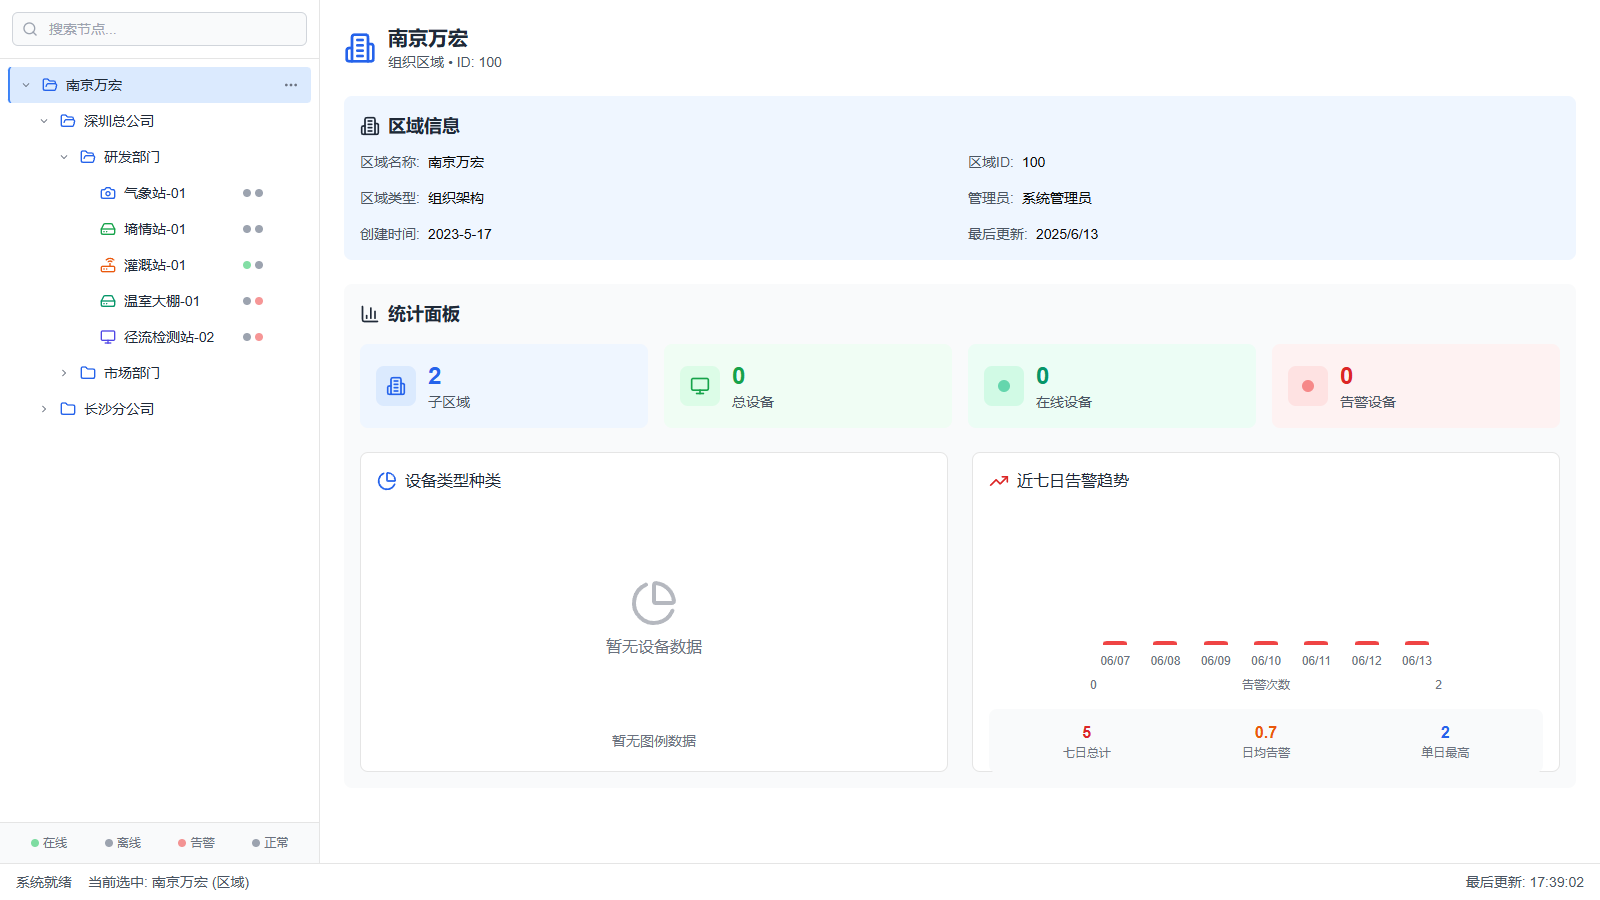 搜索节点...
南京万宏
深圳总公司
研发部门
气象站-01
墒情站-01
灌溉站-01
温室大棚-01
径流检测站-02
市场部门
长沙分公司
在线 离线 告警 正常
南京万宏
组织区域 • ID: 100
区域信息
区域名称: 南京万宏 区域ID: 100
区域类型: 组织架构 管理员: 系统管理员
创建时间: 2023-5-17 最后更新: 2025/6/13
统计面板
2 0 0 0
子区域 总设备 在线设备 告警设备
设备类型种类
暂无设备数据
暂无图例数据
近七日告警趋势
06/07 06/08 06/09 06/10 06/11 06/12 06/13
0 告警次数 2
5 0.7 2
七日总计 日均告警 单日最高
系统就绪 当前选中: 南京万宏 (区域) 最后更新: 17:39:02